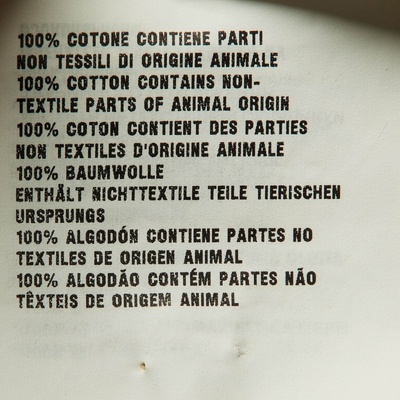 100% COTONE CONTIENE PARTI
NON TESSILI DI ORIGINE ANIMALE
100% COTTON CONTAINS NON-
TEXTILE PARTS OF ANIMAL ORIGIN
100% COTON CONTIENT DES PARTIES
NON TEXTILES D'ORIGINE ANIMALE
100% BAUMWOLLE
ENTHÄLT NICHTTEXTILE TEILE TIERISCHEN
URSPRUNGS
100% ALGODÓN CONTIENE PARTES NO
TEXTILES DE ORIGEN ANIMAL
100% ALGODÃO CONTÉM PARTES NÃO
TÊXTEIS DE ORIGEM ANIMAL